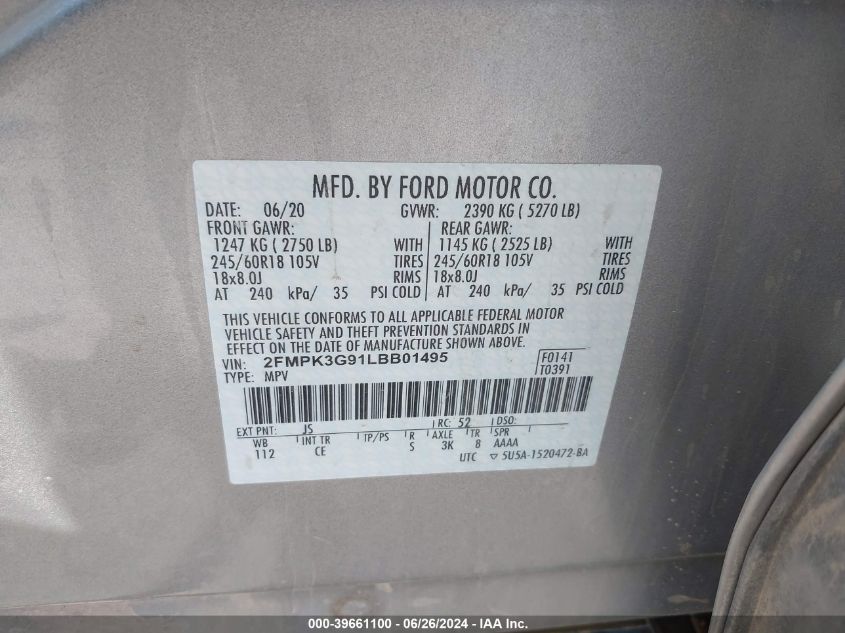 MFD. BY FORD MOTOR CO.
DATE: 06/20 GVWR: 2390 KG ( 5270 LB)
FRONT GAWR: REAR GAWR:
1247 KG ( 2750 LB) WITH 1145 KG ( 2525 LB) WITH
245/60R18 105V TIRES 245/60R18 105V TIRES
18x8.0J RIMS 18x8.0J RIMS
AT 240 kPa/ 35 PSI COLD AT 240 kPa/ 35 PSI COLD
THIS VEHICLE CONFORMS TO ALL APPLICABLE FEDERAL MOTOR
VEHICLE SAFETY AND THEFT PREVENTION STANDARDS IN
EFFECT ON THE DATE OF MANUFACTURE SHOWN ABOVE.
VIN: 2FMPK3G91LBB01495 F0141
TYPE: MPV T0391
EXT PNT: JS RC: 52 DSO:
WB INT TR TP/PS R AXLE TR SPR
112 CE S 3K 8 AAAA
UTC ▽ 5U5A-1520472-BA
000-39661100 - 06/26/2024 - IAA Inc.